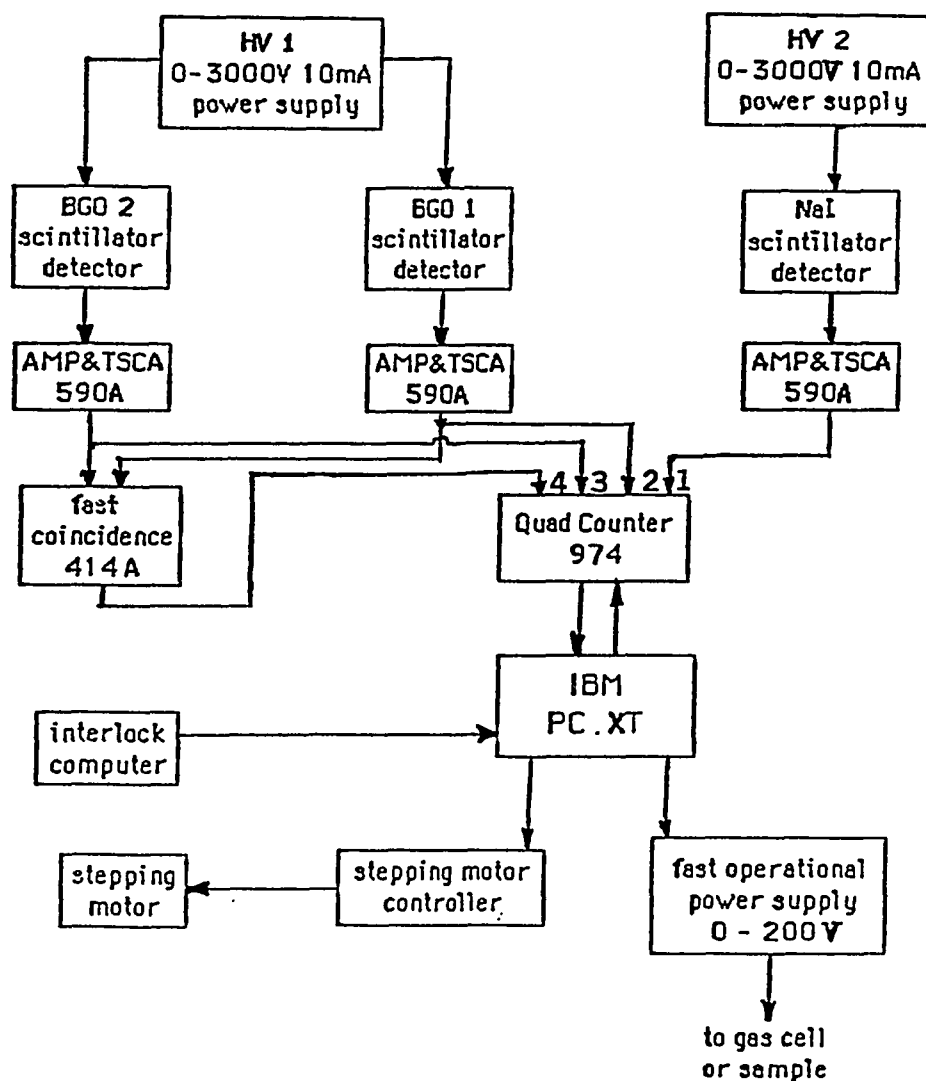 HV 1
0-3000V 10mA
power supply
HV 2
0-3000V 10mA
power supply
BGO 2
scintillator
detector
BGO 1
scintillator
detector
NaI
scintillator
detector
AMP&TSCA
590A
AMP&TSCA
590A
AMP&TSCA
590A
fast
coincidence
414A
4 3 2 1
Quad Counter
974
IBM
PC.XT
interlock
computer
stepping
motor
stepping motor
controller
fast operational
power supply
0 - 200V
to gas cell
or sample